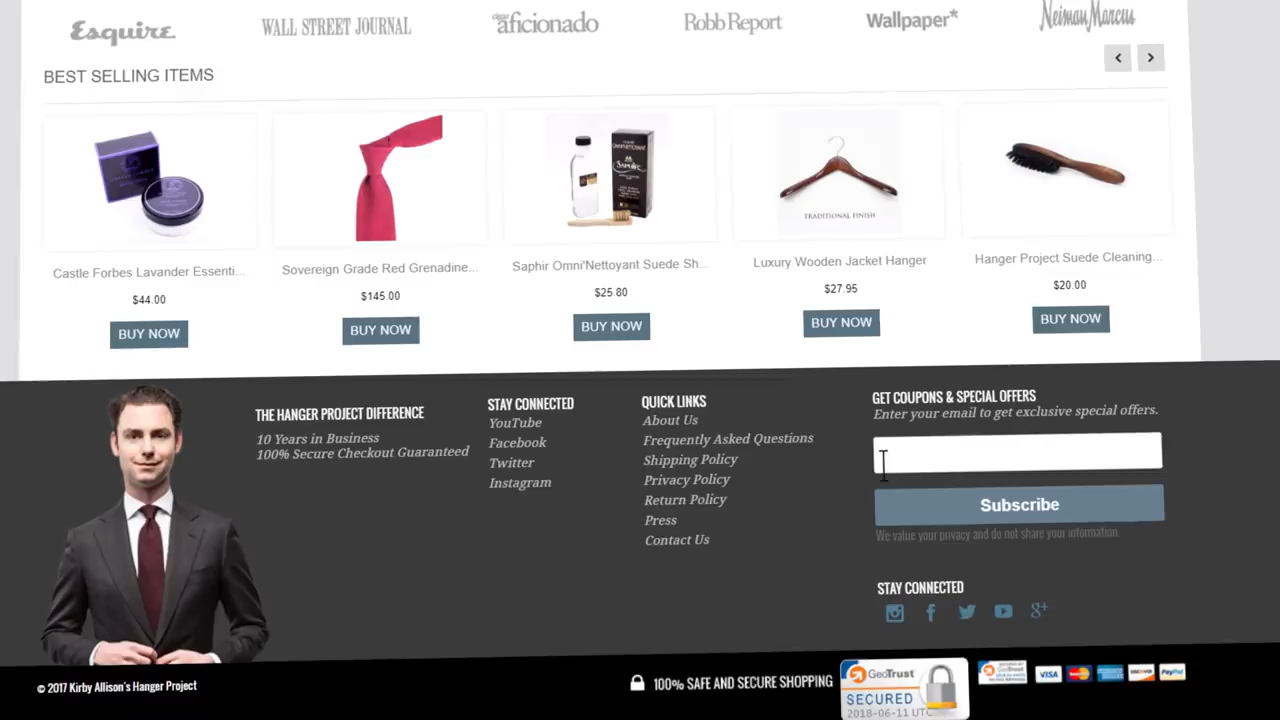 Esquire
WALL STREET JOURNAL
aficionado
Robb Report
Wallpaper*
Neiman Marcus
BEST SELLING ITEMS
TRADITIONAL FINISH
Castle Forbes Lavander Essenti...
Sovereign Grade Red Grenadine...
Saphir Omni'Nettoyant Suede Sh...
Luxury Wooden Jacket Hanger
Hanger Project Suede Cleaning...
$44.00
$145.00
$25.80
$27.95
$20.00
BUY NOW
BUY NOW
BUY NOW
BUY NOW
BUY NOW
THE HANGER PROJECT DIFFERENCE
10 Years in Business
100% Secure Checkout Guaranteed
STAY CONNECTED
YouTube
Facebook
Twitter
Instagram
QUICK LINKS
About Us
Frequently Asked Questions
Shipping Policy
Privacy Policy
Return Policy
Press
Contact Us
GET COUPONS & SPECIAL OFFERS
Enter your email to get exclusive special offers.
Subscribe
We value your privacy and do not share your information.
STAY CONNECTED
© 2017 Kirby Allison's Hanger Project
100% SAFE AND SECURE SHOPPING
GeoTrust
SECURED
2018-06-11 UTC
VISA
PayPal